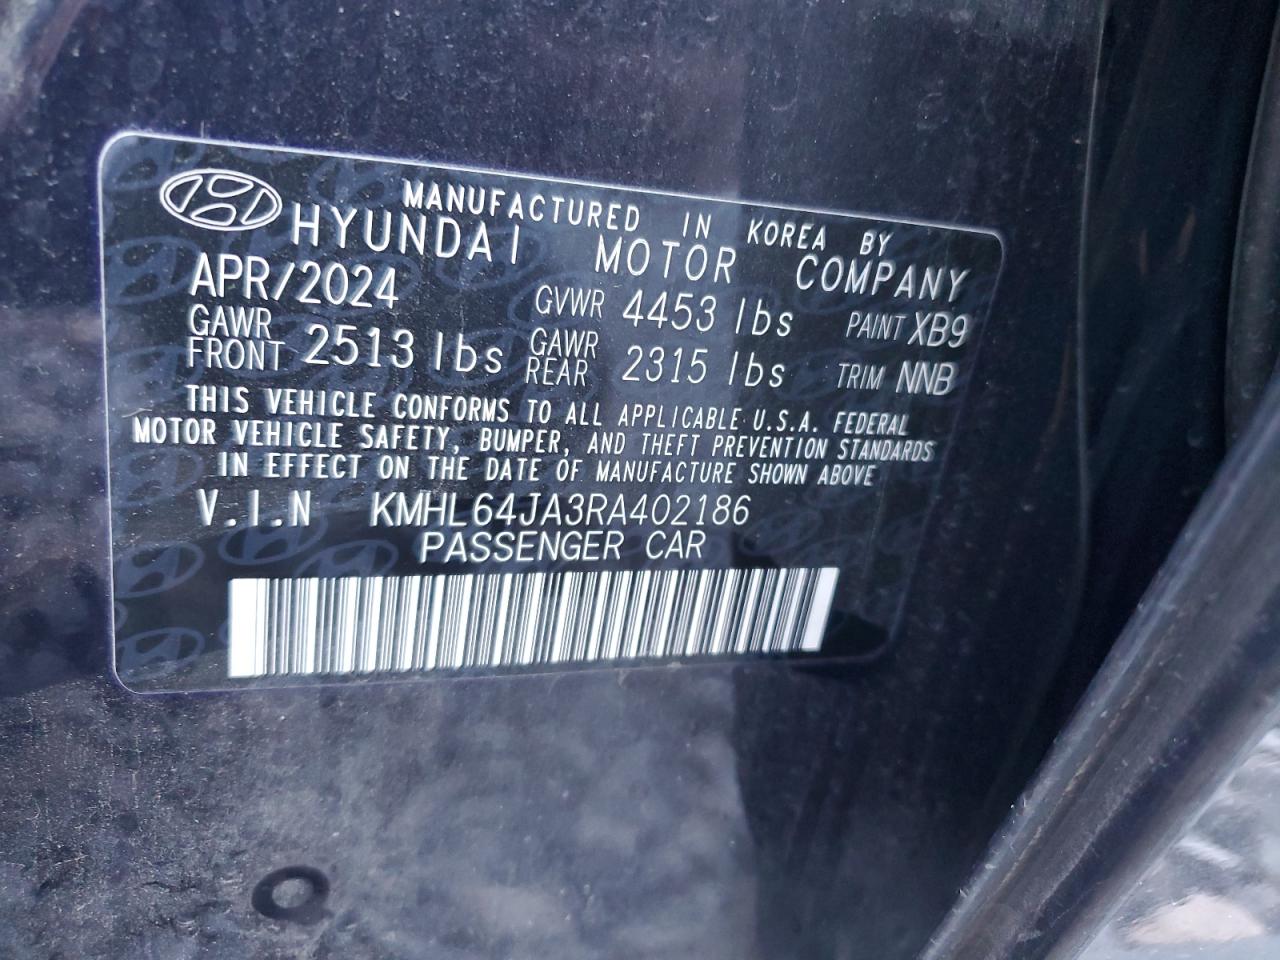 MANUFACTURED IN KOREA BY
HYUNDAI MOTOR COMPANY
APR/2024 GVWR 4453 lbs PAINT XB9
GAWR FRONT 2513 lbs GAWR REAR 2315 lbs TRIM NNB
THIS VEHICLE CONFORMS TO ALL APPLICABLE U.S.A. FEDERAL
MOTOR VEHICLE SAFETY, BUMPER, AND THEFT PREVENTION STANDARDS
IN EFFECT ON THE DATE OF MANUFACTURE SHOWN ABOVE
V.I.N KMHL64JA3RA402186
PASSENGER CAR